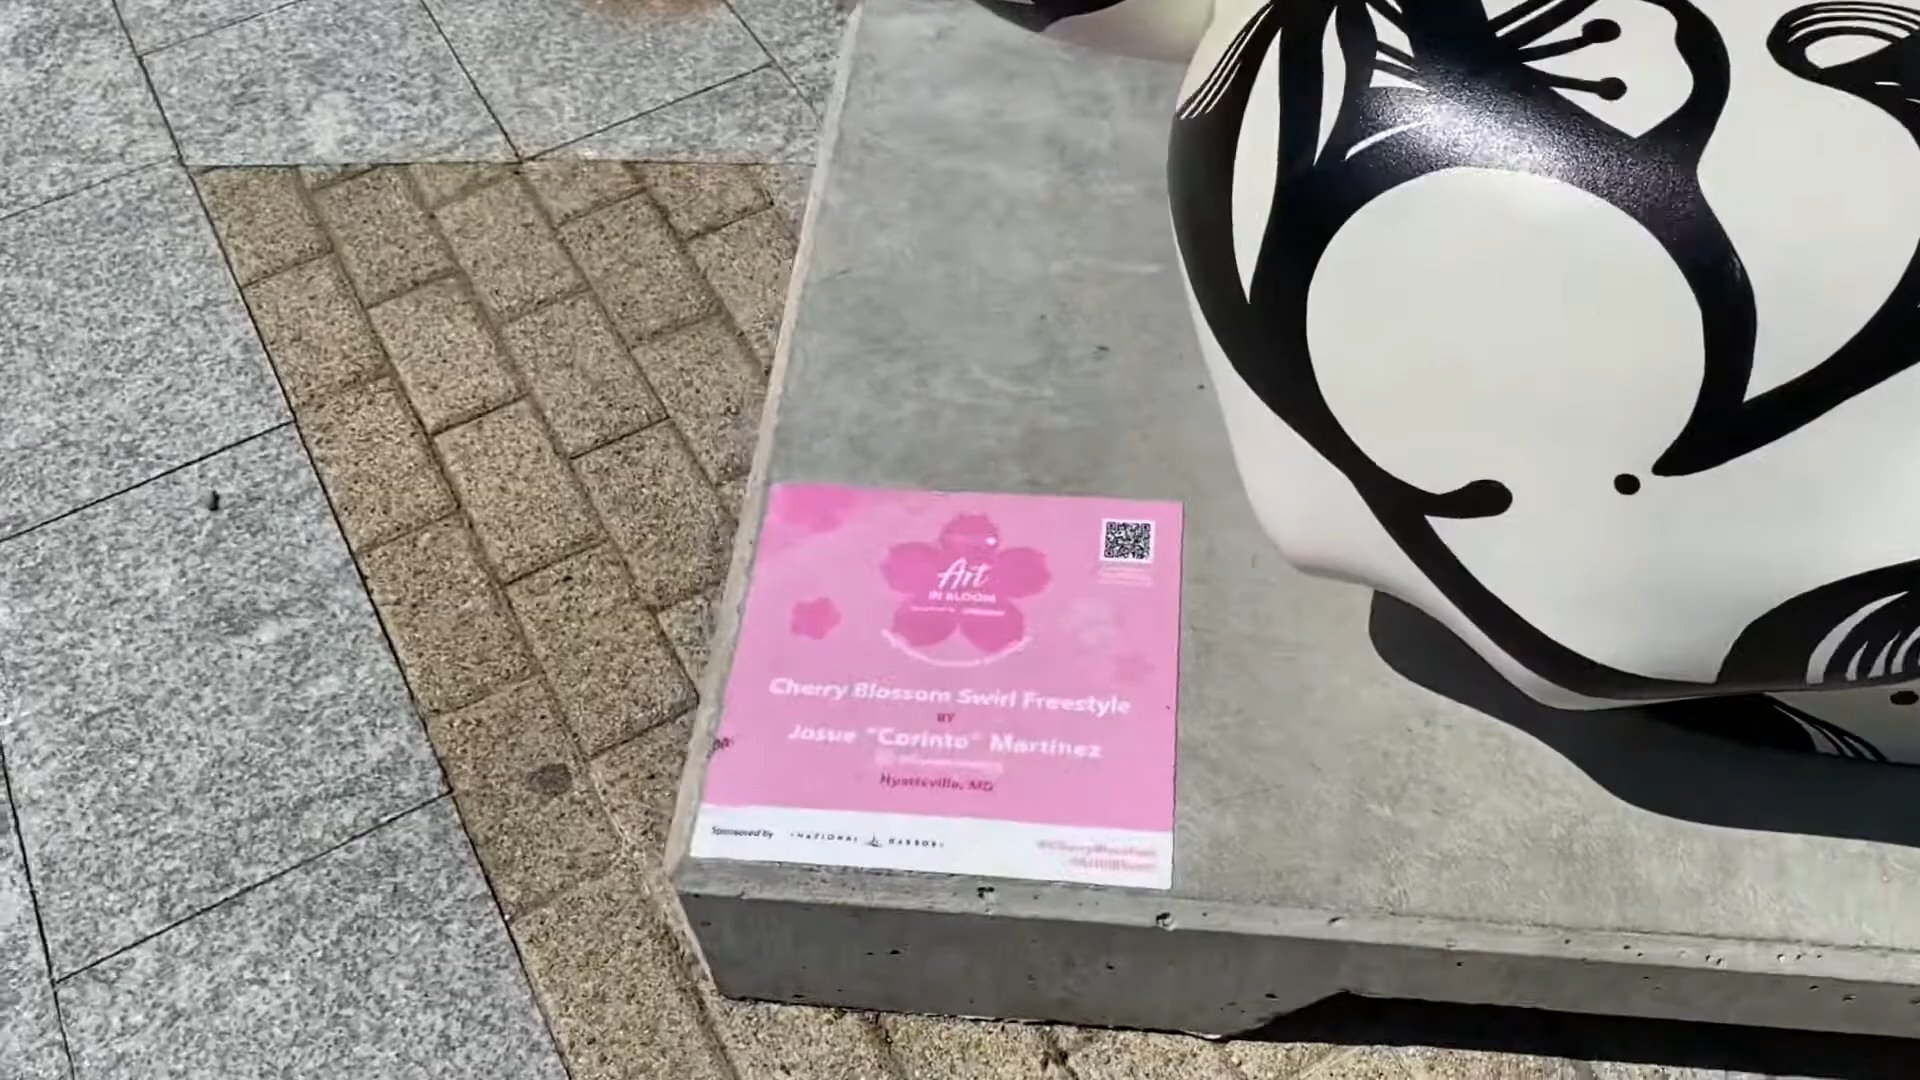 Art
IN BLOOM
Cherry Blossom Swirl Freestyle
BY
Josue "Corinto" Martinez
Hyattsville, MD
Sponsored by NATIONAL HARBOR